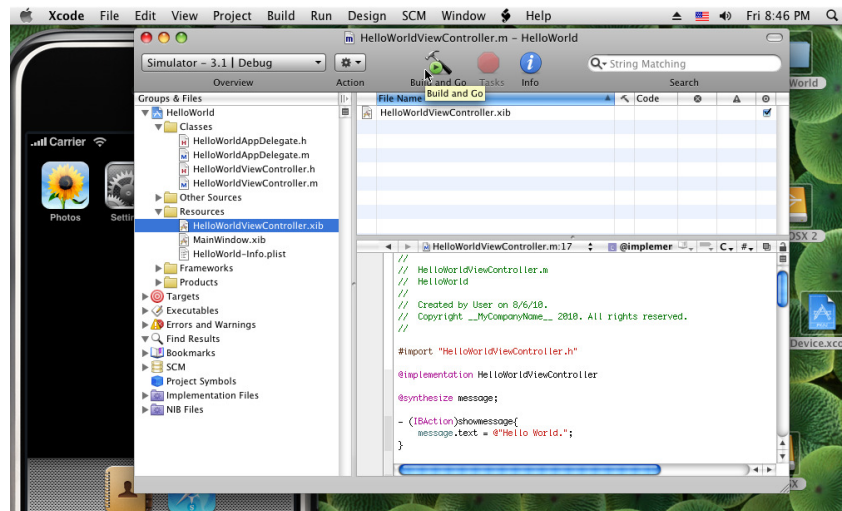 Xcode File Edit View Project Build Run Design SCM Window Help Fri 8:46 PM
HelloWorldViewController.m – HelloWorld
Simulator – 3.1 | Debug
String Matching
Overview Action Build and Go Tasks Info Search
Build and Go
World
Groups & Files
File Name
Code
HelloWorld
HelloWorldViewController.xib
Classes
HelloWorldAppDelegate.h
HelloWorldAppDelegate.m
HelloWorldViewController.h
HelloWorldViewController.m
Other Sources
Resources
HelloWorldViewController.xib
MainWindow.xib
HelloWorld-Info.plist
Frameworks
Products
Targets
Executables
Errors and Warnings
Find Results
Bookmarks
SCM
Project Symbols
Implementation Files
NIB Files
Carrier
Photos
HelloWorldViewController.m:17 @implemen C #
//
// HelloWorldViewController.m
// HelloWorld
//
// Created by User on 8/6/10.
// Copyright __MyCompanyName__ 2010. All rights reserved.
//
#import "HelloWorldViewController.h"
@implementation HelloWorldViewController
@synthesize message;
- (IBAction)showmessage{
message.text = @"Hello World.";
}
OSX 2
Device.xcc